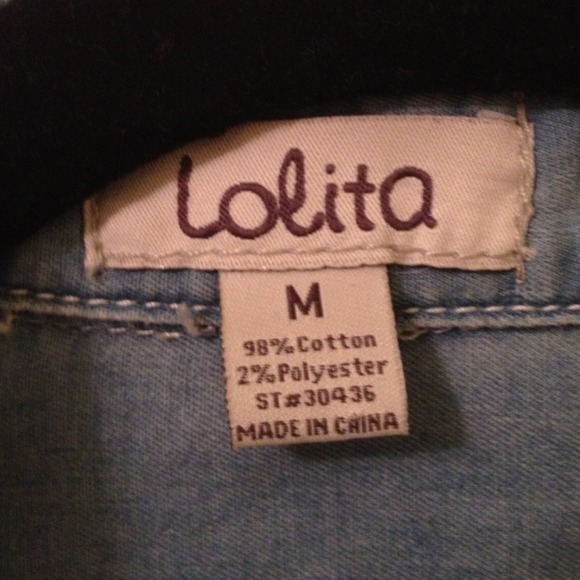 Lolita
M
98% Cotton
2% Polyester
ST#30436
MADE IN CHINA